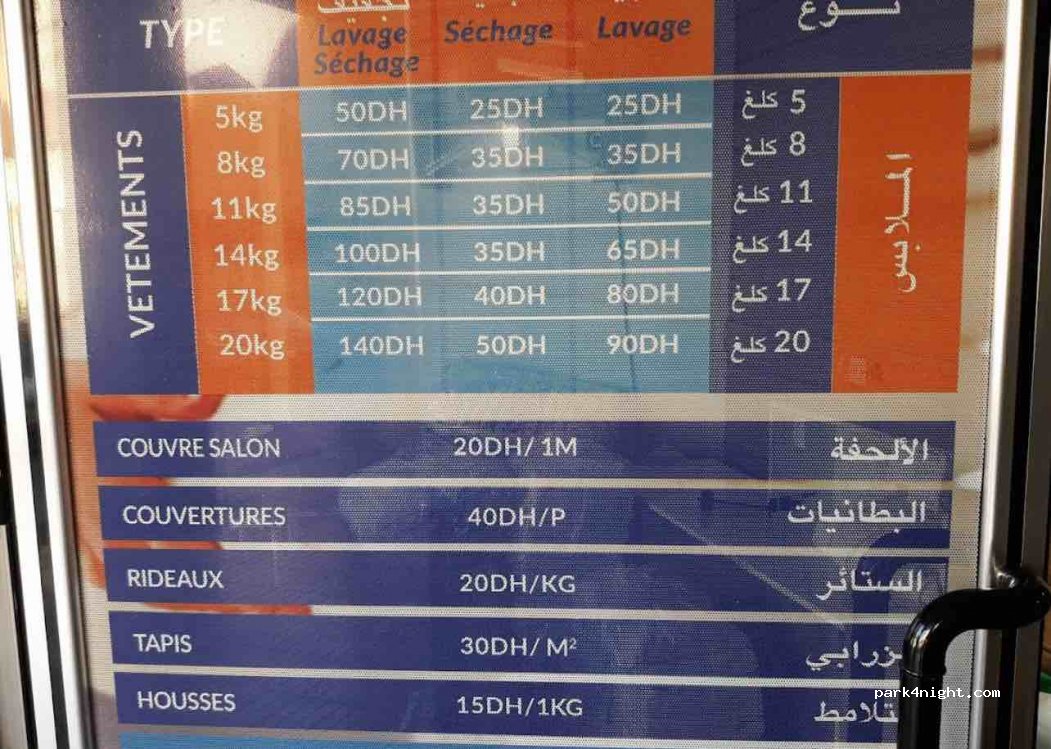 TYPE
Lavage Séchage
Séchage
Lavage
نوع
VETEMENTS
الملابس
5kg 50DH 25DH 25DH 5 كلغ
8kg 70DH 35DH 35DH 8 كلغ
11kg 85DH 35DH 50DH 11 كلغ
14kg 100DH 35DH 65DH 14 كلغ
17kg 120DH 40DH 80DH 17 كلغ
20kg 140DH 50DH 90DH 20 كلغ
COUVRE SALON 20DH/ 1M الألحفة
COUVERTURES 40DH/P البطانيات
RIDEAUX 20DH/KG الستائر
TAPIS 30DH/ M²
HOUSSES 15DH/1KG
park4night.com